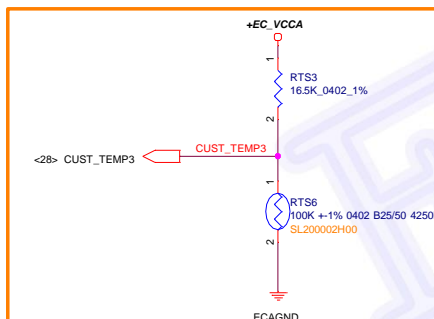 +EC_VCCA
1
RTS3
16.5K_0402_1%
2
<28> CUST_TEMP3
CUST_TEMP3
1
RTS6
100K +-1% 0402 B25/50 4250
SL200002H00
2
ECAGND